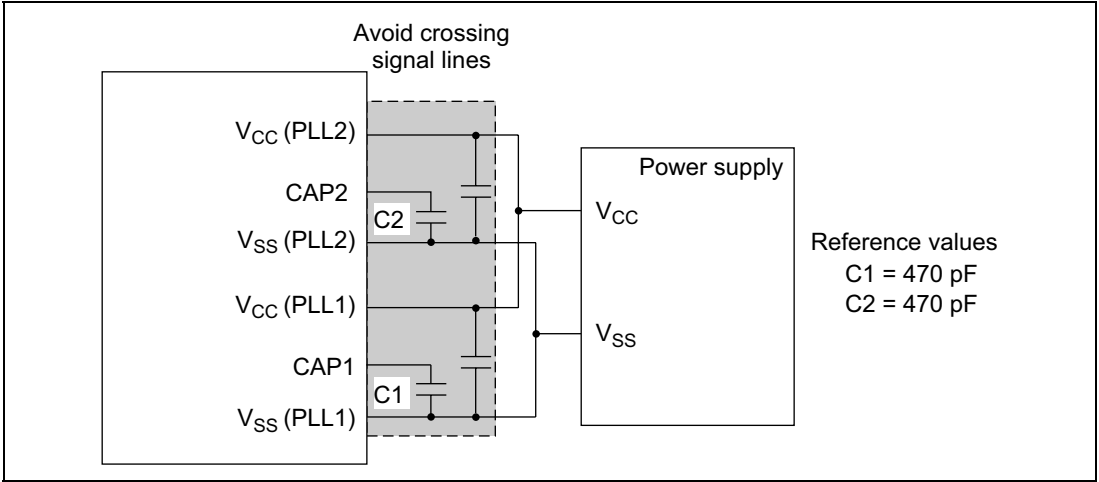 Avoid crossing
signal lines
VCC (PLL2)
CAP2
C2
VSS (PLL2)
VCC (PLL1)
CAP1
C1
VSS (PLL1)
Power supply
VCC
VSS
Reference values
C1 = 470 pF
C2 = 470 pF